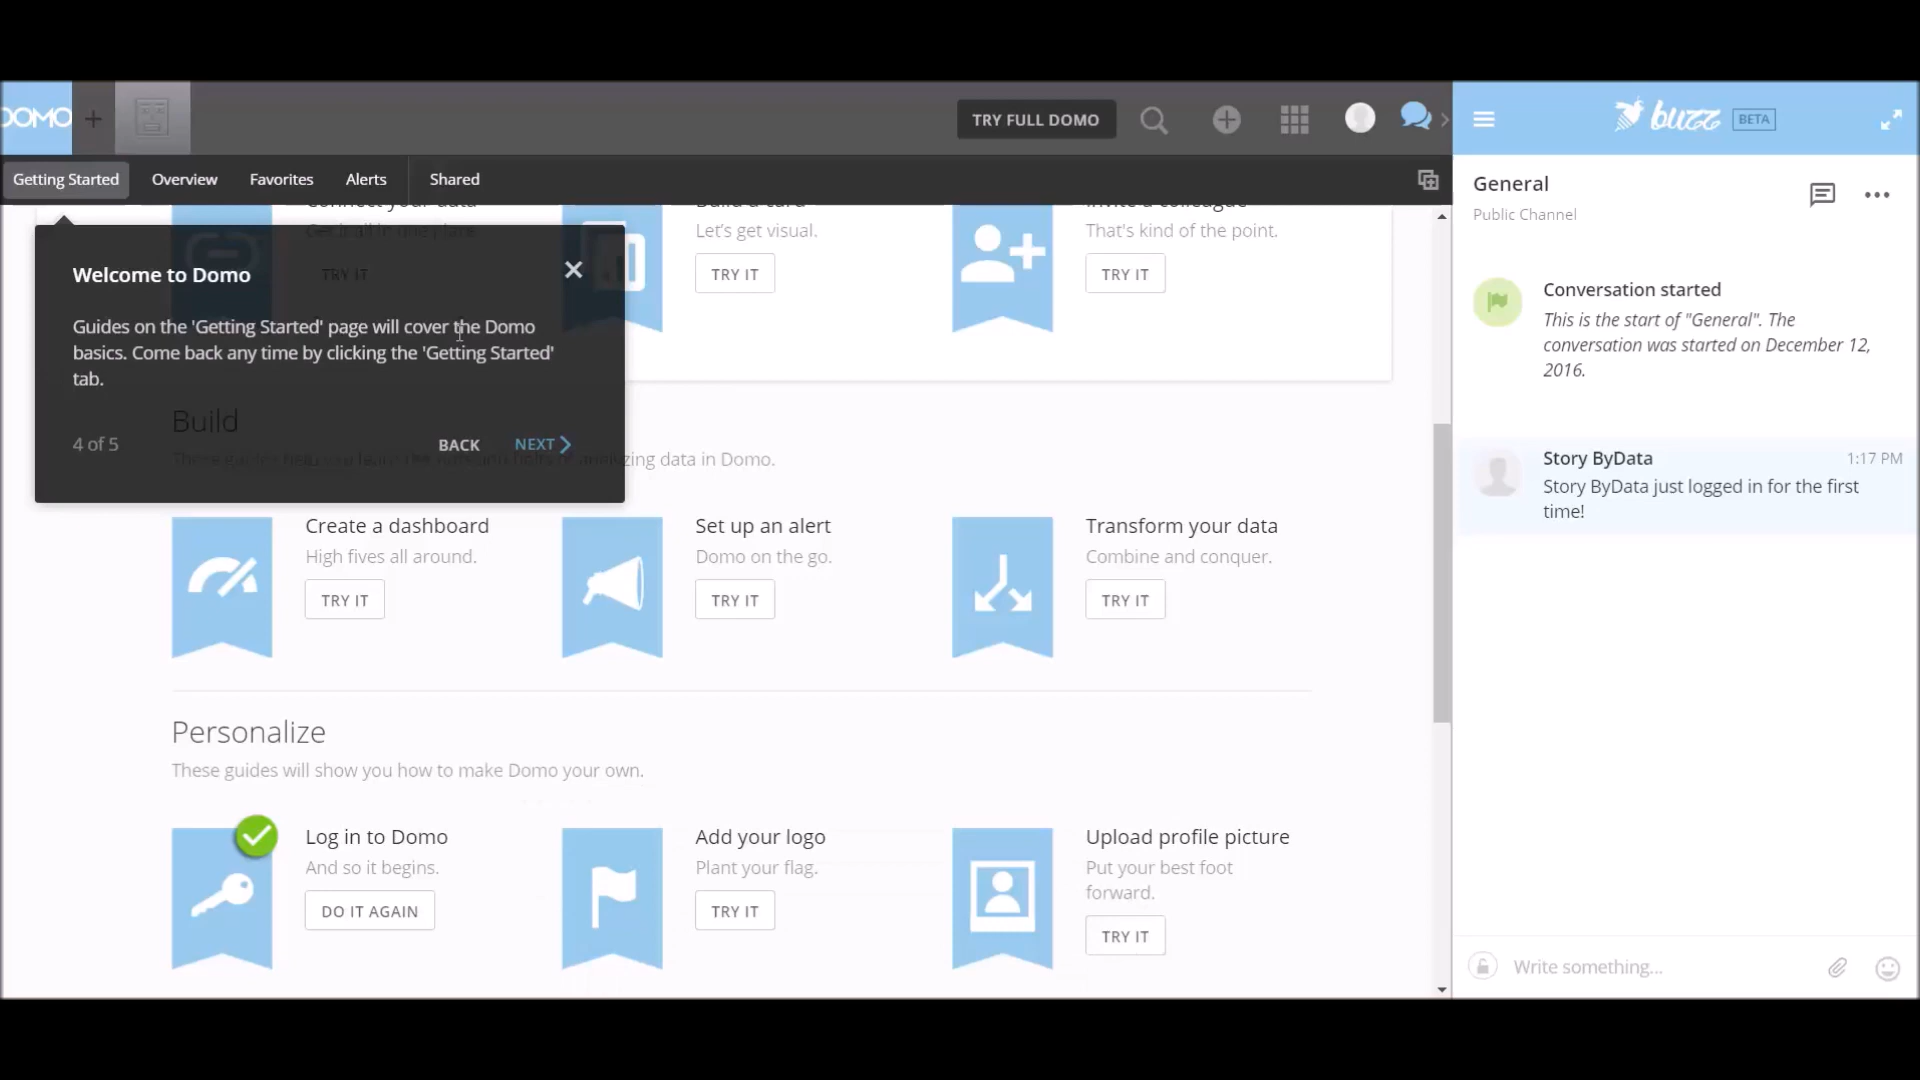 DOMO
TRY FULL DOMO
Getting Started
Overview
Favorites
Alerts
Shared
Let's get visual.
TRY IT
That's kind of the point.
TRY IT
TRY IT
Welcome to Domo
Guides on the 'Getting Started' page will cover the Domo
basics. Come back any time by clicking the 'Getting Started'
tab.
4 of 5
BACK
NEXT
Build
data in Domo.
Create a dashboard
High fives all around.
TRY IT
Set up an alert
Domo on the go.
TRY IT
Transform your data
Combine and conquer.
TRY IT
Personalize
These guides will show you how to make Domo your own.
Log in to Domo
And so it begins.
DO IT AGAIN
Add your logo
Plant your flag.
TRY IT
Upload profile picture
Put your best foot
forward.
TRY IT
buzz
BETA
General
Public Channel
Conversation started
This is the start of "General". The
conversation was started on December 12,
2016.
Story ByData
1:17 PM
Story ByData just logged in for the first
time!
Write something...